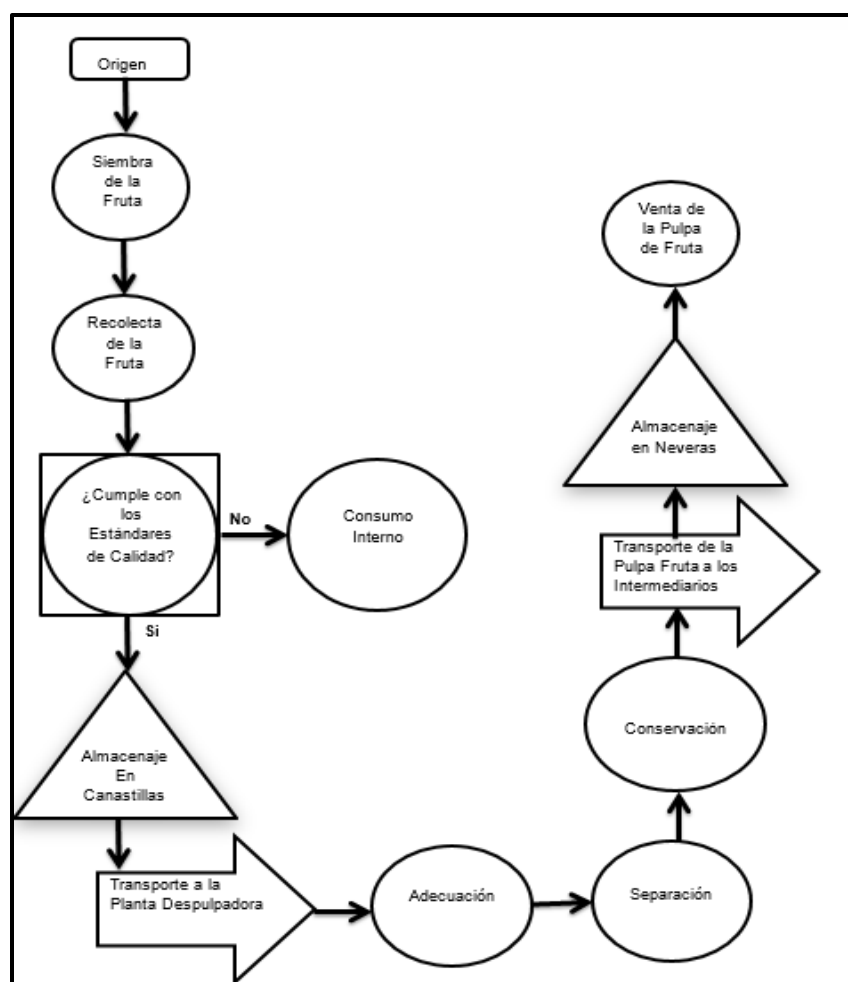 Origen
Siembra
de la
Fruta
Recolecta
de la
Fruta
¿Cumple con
los
Estándares
de Calidad?
No
Consumo
Interno
Si
Almacenaje
En
Canastillas
Transporte a la
Planta Despulpadora
Adecuación
Separación
Conservación
Transporte de la
Pulpa Fruta a los
Intermediarios
Almacenaje
en Neveras
Venta de
la Pulpa
de Fruta